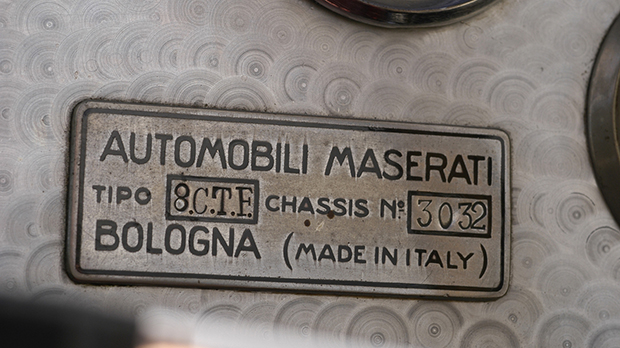 AUTOMOBILI MASERATI
TIPO 8.C.T.F. CHASSIS Nº 3032
BOLOGNA (MADE IN ITALY)